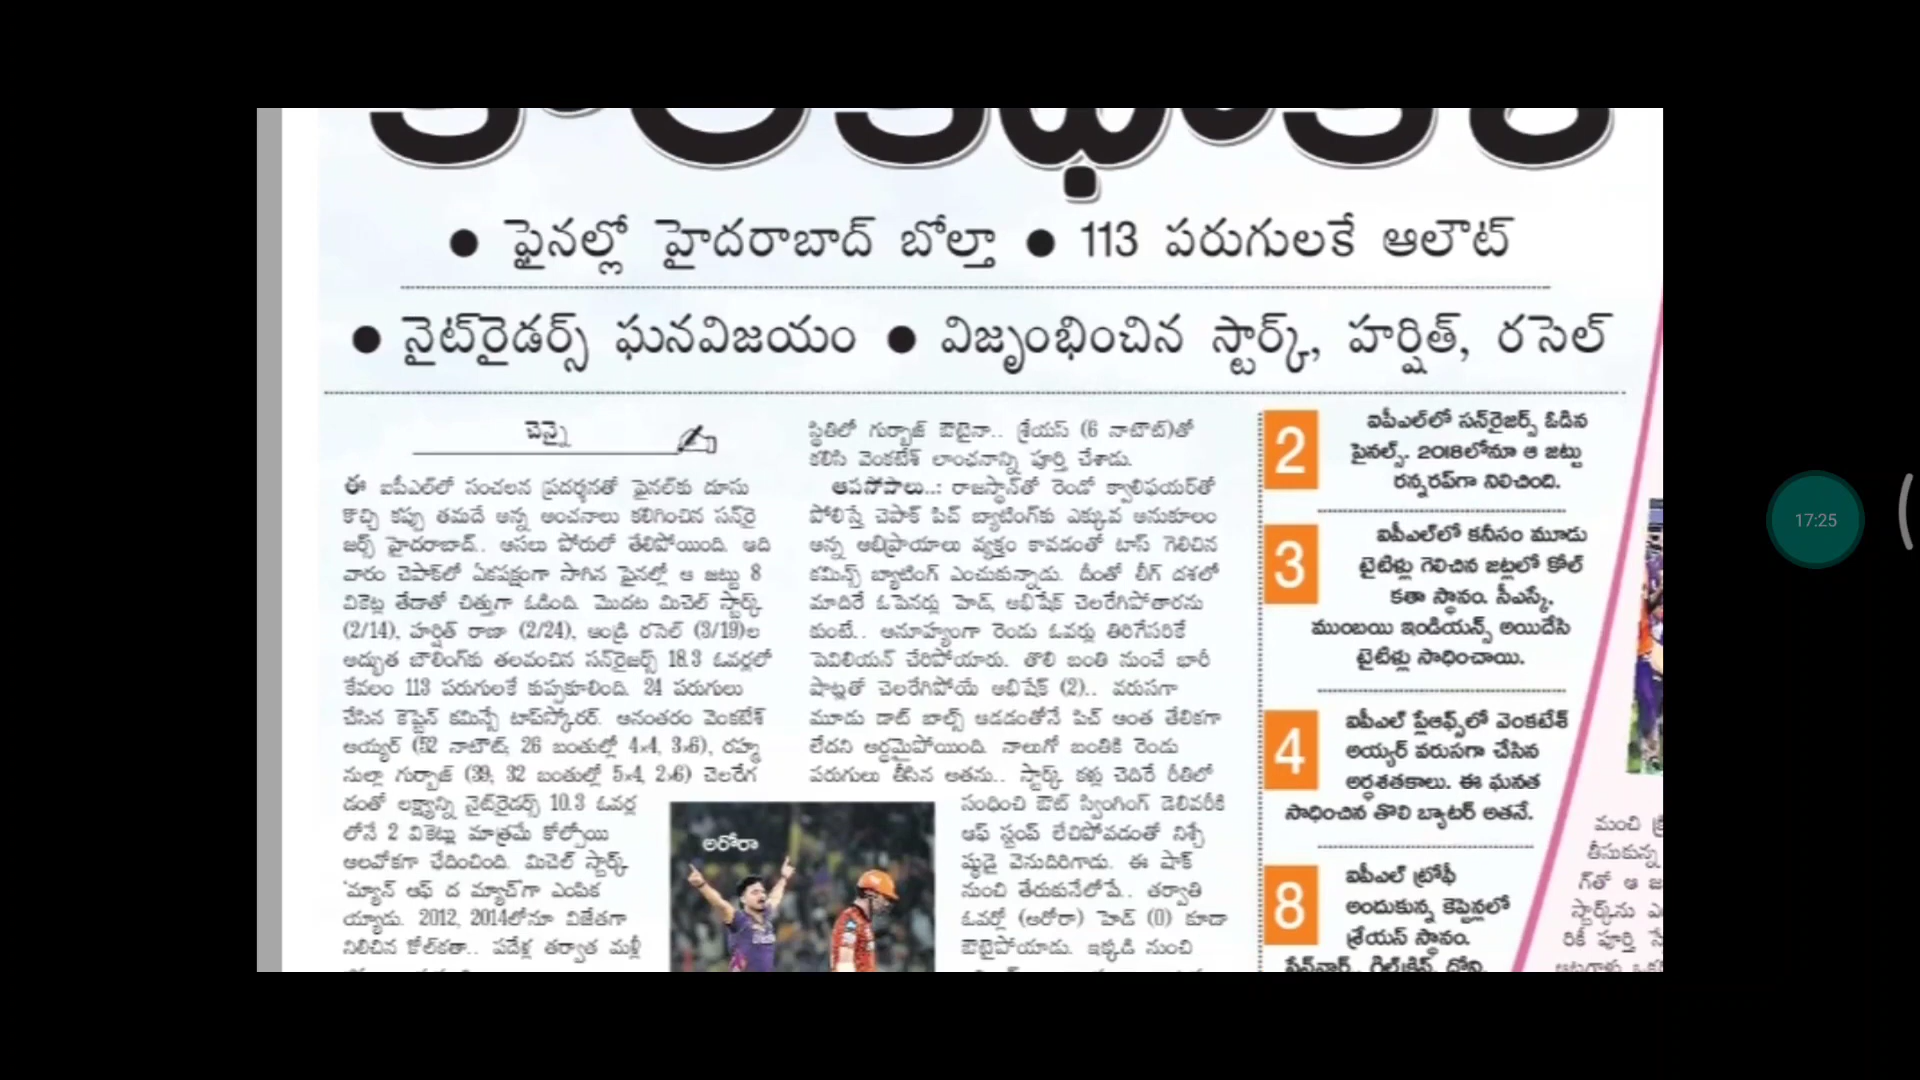 ● ఫైనల్లో హైదరాబాద్ బోల్తా ● 113 పరుగులకే ఆలౌట్
● నైట్‌రైడర్స్ ఘనవిజయం ● విజృంభించిన స్టార్క్, హర్షిత్, రసెల్
చెన్నై
ఈ ఐపీఎల్‌లో సంచలన ప్రదర్శనతో ఫైనల్‌కు దూసు
కొచ్చి కప్పు తమదే అన్న అంచనాలు కలిగించిన సన్‌రై
జర్స్ హైదరాబాద్.. అసలు పోరులో తేలిపోయింది. ఆది
వారం చెపాక్‌లో ఏకపక్షంగా సాగిన ఫైనల్లో ఆ జట్టు 8
వికెట్ల తేడాతో చిత్తుగా ఓడింది. మొదట మిచెల్ స్టార్క్
(2/14), హర్షిత్ రాణా (2/24), ఆండ్రి రసెల్ (3/19)ల
అద్భుత బౌలింగ్‌కు తలవంచిన సన్‌రైజర్స్ 18.3 ఓవర్లలో
కేవలం 113 పరుగులకే కుప్పకూలింది. 24 పరుగులు
చేసిన కెప్టెన్ కమిన్సే టాప్‌స్కోరర్. అనంతరం వెంకటేశ్
అయ్యర్ (52 నాటౌట్; 26 బంతుల్లో 4×4, 3×6), రహ్మ
నుల్లా గుర్బాజ్ (39; 32 బంతుల్లో 5×4, 2×6) చెలరేగ
డంతో లక్ష్యాన్ని నైట్‌రైడర్స్ 10.3 ఓవర్ల
లోనే 2 వికెట్లు మాత్రమే కోల్పోయి
అలవోకగా ఛేదించింది. మిచెల్ స్టార్క్
'మ్యాన్ ఆఫ్ ద మ్యాచ్'గా ఎంపిక
య్యాడు. 2012, 2014లోనూ విజేతగా
నిలిచిన కోల్‌కతా.. పదేళ్ల తర్వాత మళ్లీ
అరోరా
స్థితిలో గుర్బాజ్ ఔటైనా.. శ్రేయస్ (6 నాటౌట్)తో
కలిసి వెంకటేశ్ లాంఛనాన్ని పూర్తి చేశాడు.
ఆపసోపాలు..: రాజస్థాన్‌తో రెండో క్వాలిఫయర్‌తో
పోలిస్తే చెపాక్ పిచ్ బ్యాటింగ్‌కు ఎక్కువ అనుకూలం
అన్న అభిప్రాయాలు వ్యక్తం కావడంతో టాస్ గెలిచిన
కమిన్స్ బ్యాటింగ్ ఎంచుకున్నాడు. దీంతో లీగ్ దశలో
మాదిరే ఓపెనర్లు హెడ్, అభిషేక్ చెలరేగిపోతారను
కుంటే.. అనూహ్యంగా రెండు ఓవర్లు తిరిగేసరికే
పెవిలియన్ చేరిపోయారు. తొలి బంతి నుంచే భారీ
షాట్లతో చెలరేగిపోయే అభిషేక్ (2).. వరుసగా
మూడు డాట్ బాల్స్ ఆడడంతోనే పిచ్ అంత తేలికగా
లేదని అర్థమైపోయింది. నాలుగో బంతికి రెండు
పరుగులు తీసిన అతను.. స్టార్క్ కళ్లు చెదిరే రీతిలో
సంధించి ఔట్ స్వింగింగ్ డెలివరీకి
ఆఫ్ స్టంప్ లేచిపోవడంతో నిశ్చే
ష్టుడై వెనుదిరిగాడు. ఈ షాక్
నుంచి తేరుకునేలోపే.. తర్వాతి
ఓవర్లో (అరోరా) హెడ్ (0) కూడా
ఔటైపోయాడు. ఇక్కడి నుంచి
2
ఐపీఎల్‌లో సన్‌రైజర్స్ ఓడిన
ఫైనల్స్. 2018లోనూ ఆ జట్టు
రన్నరప్‌గా నిలిచింది.
3
ఐపీఎల్‌లో కనీసం మూడు
టైటిళ్లు గెలిచిన జట్లలో కోల్
కతా స్థానం. సీఎస్కే,
ముంబయి ఇండియన్స్ అయిదేసి
టైటిళ్లు సాధించాయి.
4
ఐపీఎల్ ప్లేఆఫ్స్‌లో వెంకటేశ్
అయ్యర్ వరుసగా చేసిన
అర్ధశతకాలు. ఈ ఘనత
సాధించిన తొలి బ్యాటర్ అతనే.
8
ఐపీఎల్ ట్రోఫీ
అందుకున్న కెప్టెన్లలో
శ్రేయస్ స్థానం.
మంచి
తీసుకున్న
గ్‌తో ఆ జ
స్టార్క్‌ను ఎ
రికీ పూర్తి
17:25